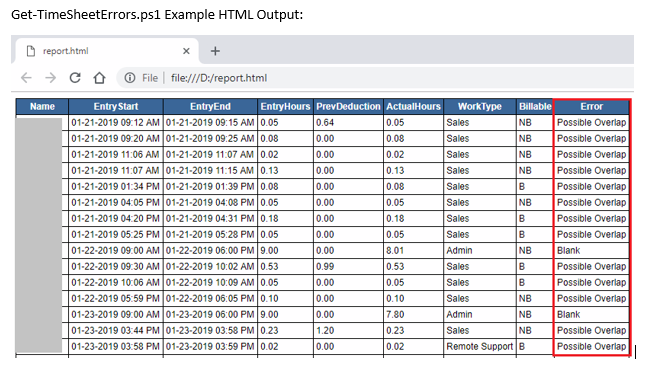 Get-TimeSheetErrors.ps1 Example HTML Output:
report.html
File file:///D:/report.html
Name EntryStart EntryEnd EntryHours PrevDeduction ActualHours WorkType Billable Error
01-21-2019 09:12 AM 01-21-2019 09:15 AM 0.05 0.64 0.05 Sales NB Possible Overlap
01-21-2019 09:20 AM 01-21-2019 09:25 AM 0.08 0.00 0.08 Sales NB Possible Overlap
01-21-2019 11:06 AM 01-21-2019 11:07 AM 0.02 0.00 0.02 Sales NB Possible Overlap
01-21-2019 11:07 AM 01-21-2019 11:15 AM 0.13 0.00 0.13 Sales NB Possible Overlap
01-21-2019 01:34 PM 01-21-2019 01:39 PM 0.08 0.00 0.08 Sales B Possible Overlap
01-21-2019 04:05 PM 01-21-2019 04:08 PM 0.05 0.00 0.05 Sales NB Possible Overlap
01-21-2019 04:20 PM 01-21-2019 04:31 PM 0.18 0.00 0.18 Sales B Possible Overlap
01-21-2019 05:25 PM 01-21-2019 05:28 PM 0.05 0.00 0.05 Sales NB Possible Overlap
01-22-2019 09:00 AM 01-22-2019 06:00 PM 9.00 0.00 8.01 Admin NB Blank
01-22-2019 09:30 AM 01-22-2019 10:02 AM 0.53 0.99 0.53 Sales B Possible Overlap
01-22-2019 10:06 AM 01-22-2019 10:09 AM 0.05 0.00 0.05 Sales B Possible Overlap
01-22-2019 05:59 PM 01-22-2019 06:05 PM 0.10 0.00 0.10 Sales NB Possible Overlap
01-23-2019 09:00 AM 01-23-2019 06:00 PM 9.00 0.00 7.80 Admin NB Blank
01-23-2019 03:44 PM 01-23-2019 03:58 PM 0.23 1.20 0.23 Sales NB Possible Overlap
01-23-2019 03:58 PM 01-23-2019 03:59 PM 0.02 0.00 0.02 Remote Support B Possible Overlap